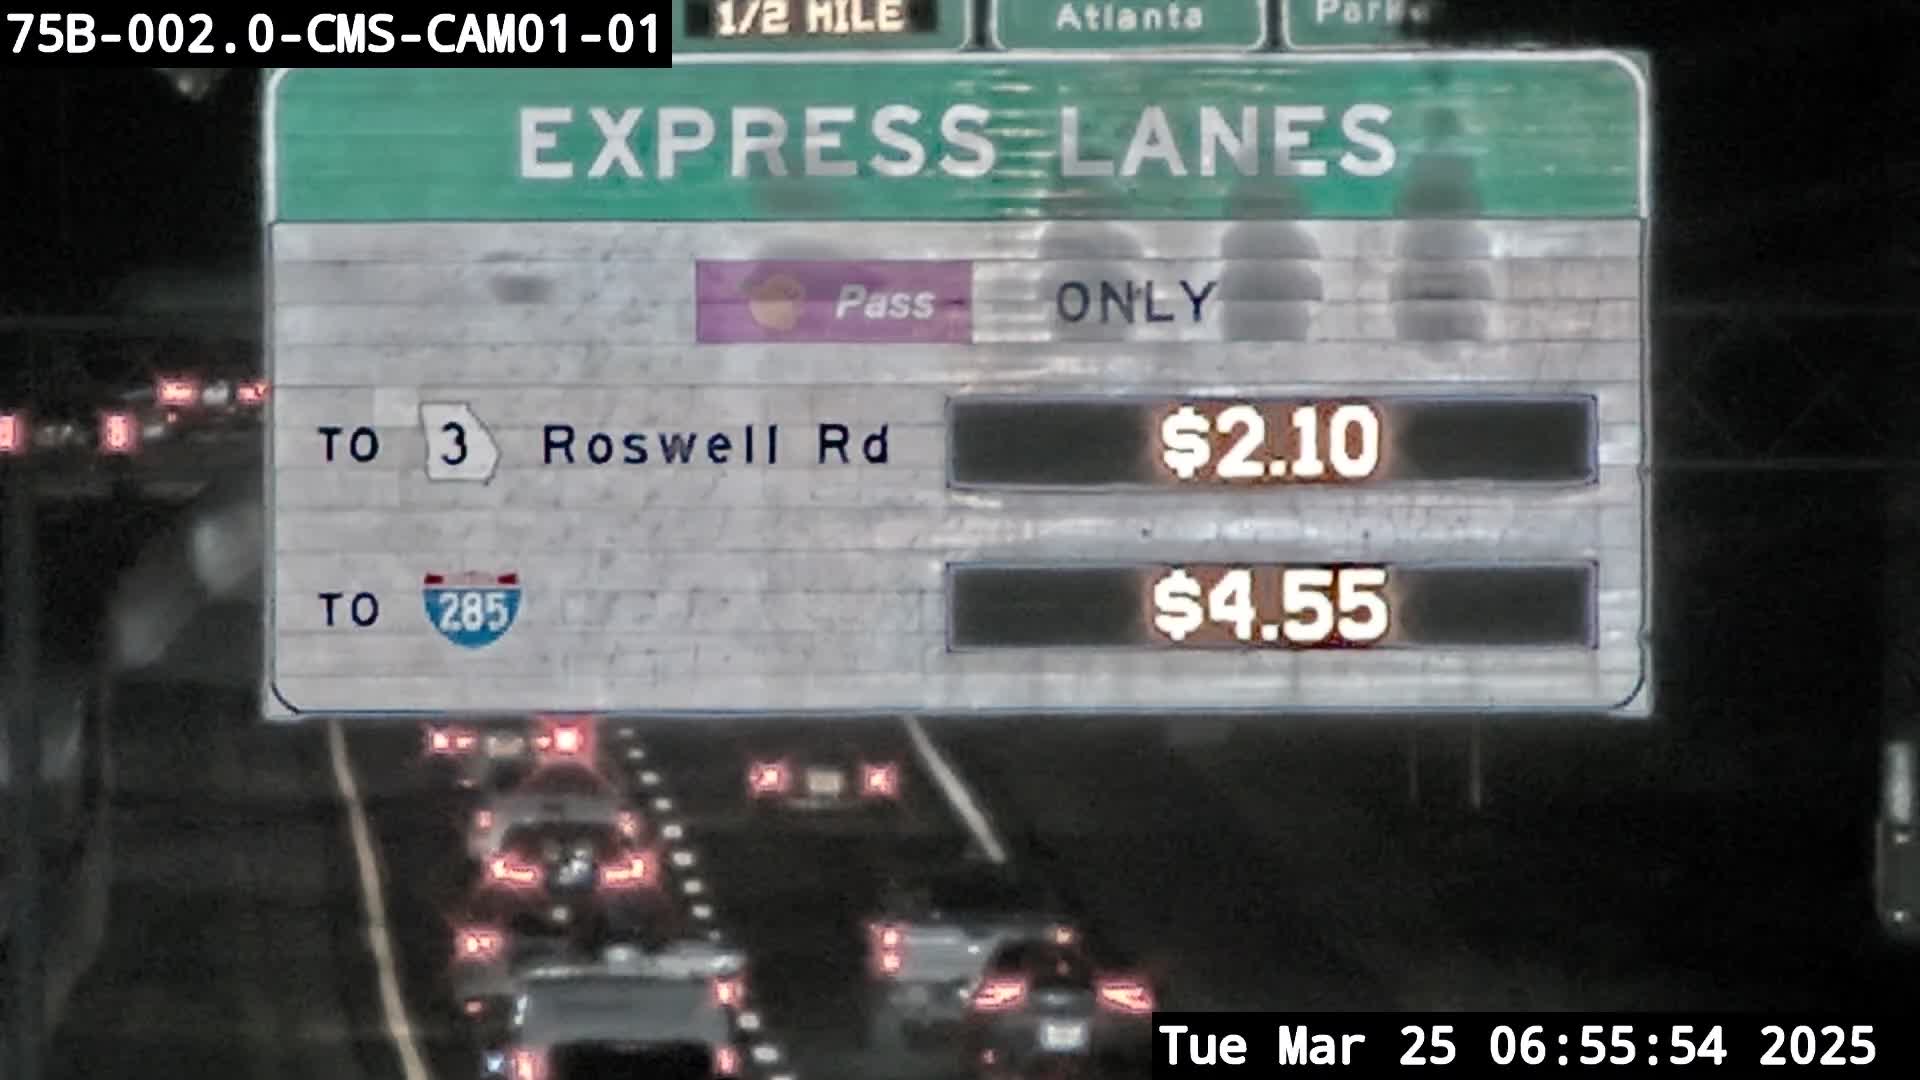 75B-002.0-CMS-CAM01-01
1/2 MILE
Atlanta
EXPRESS LANES
Pass ONLY
TO 3 Roswell Rd $2.10
TO 285 $4.55
Tue Mar 25 06:55:54 2025